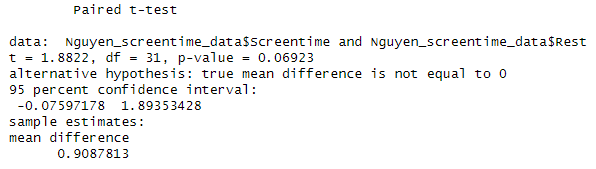 Paired t-test
data: Nguyen_screentime_data$Screentime and Nguyen_screentime_data$Rest
t = 1.8822, df = 31, p-value = 0.06923
alternative hypothesis: true mean difference is not equal to 0
95 percent confidence interval:
-0.07597178 1.89353428
sample estimates:
mean difference
0.9087813